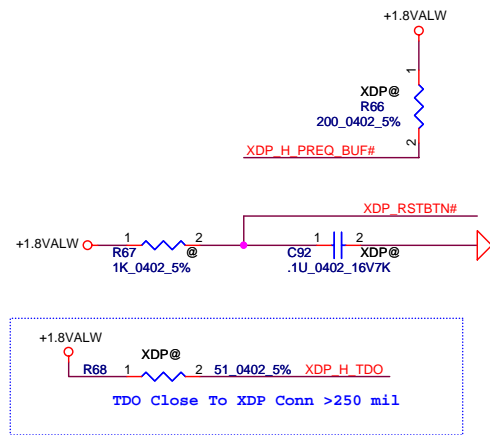 +1.8VALW
1
XDP@
R66
200_0402_5%
2
XDP_H_PREQ_BUF#
XDP_RSTBTN#
+1.8VALW
1 2
R67 @
1K_0402_5%
C92 1 2
XDP@
.1U_0402_16V7K
+1.8VALW
XDP@
R68 1 2 51_0402_5% XDP_H_TDO
TDO Close To XDP Conn >250 mil